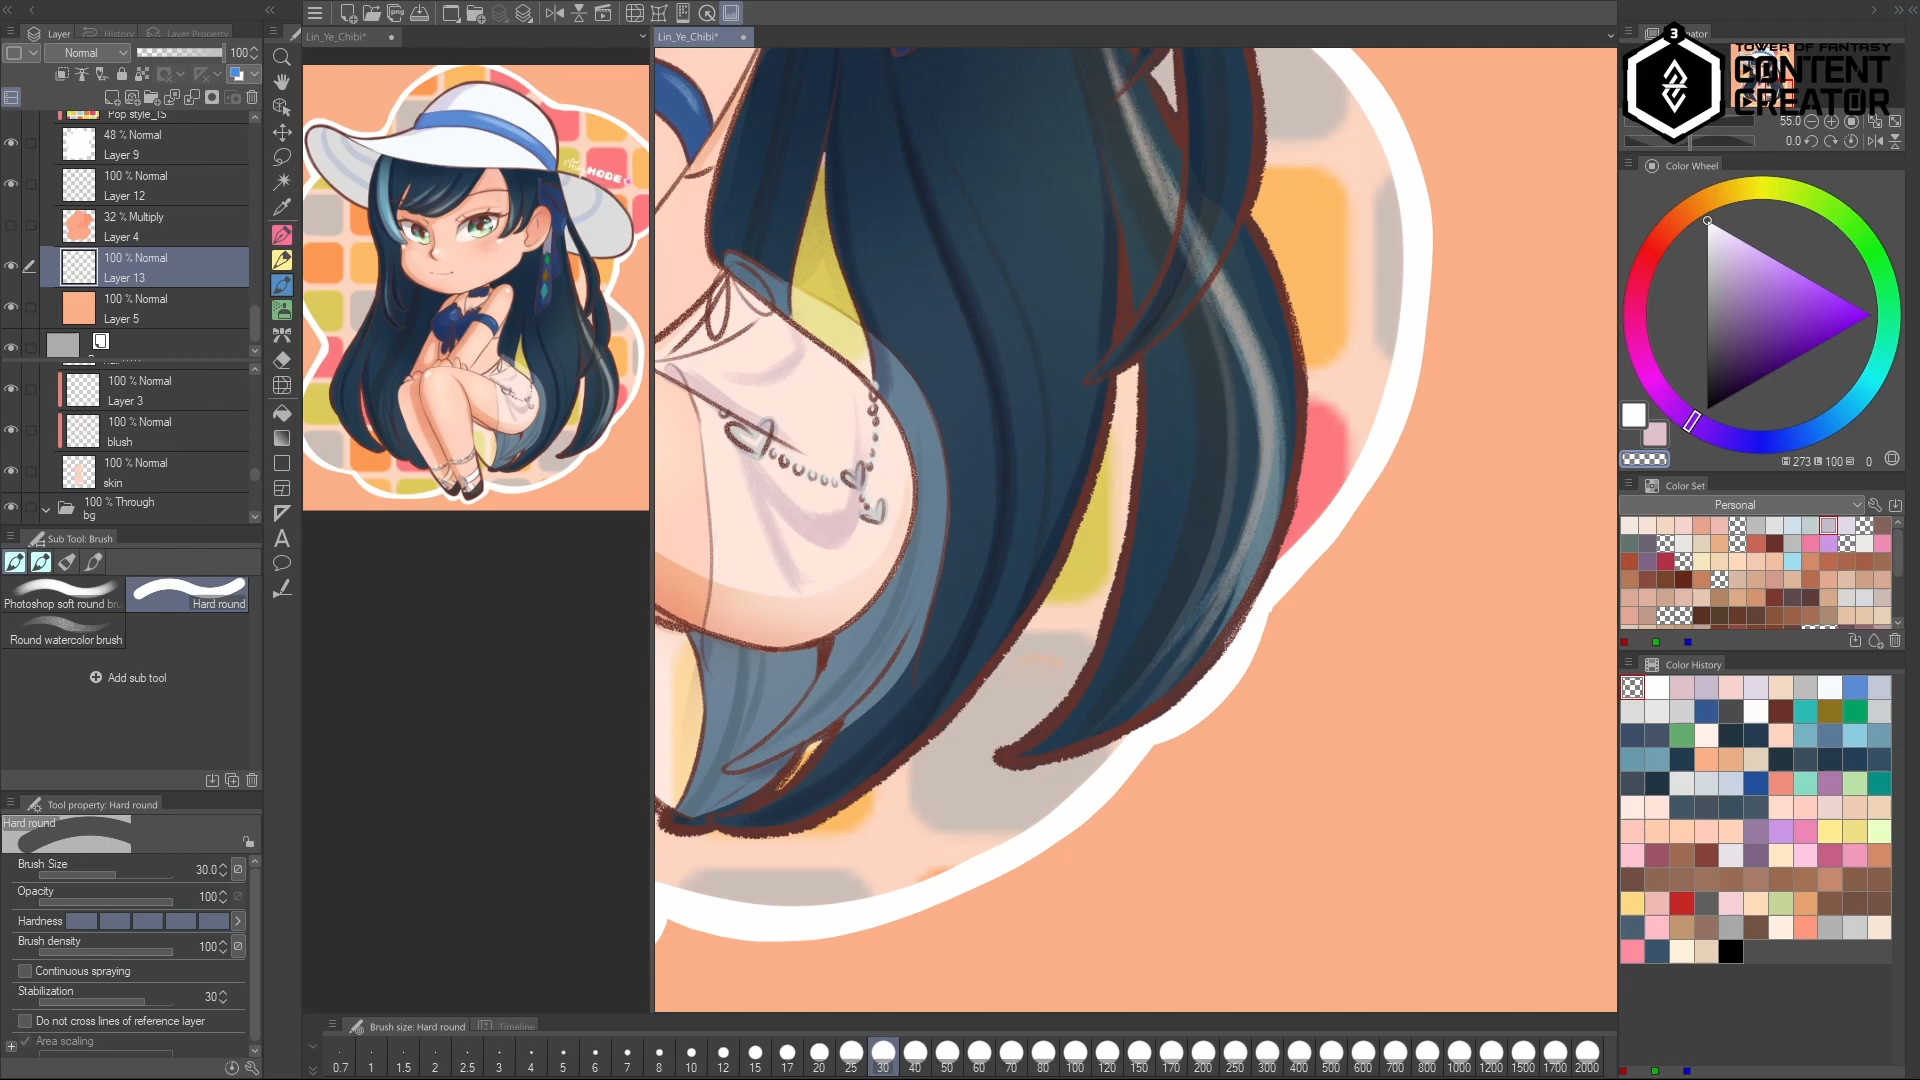 Layer
History
Layer Property
Normal
100
Pop style_IS
48 % Normal
Layer 9
100 % Normal
Layer 12
32 % Multiply
Layer 4
100 % Normal
Layer 13
100 % Normal
Layer 5
100 % Normal
Layer 3
100 % Normal
blush
100 % Normal
skin
100 % Through
bg
Sub Tool: Brush
Photoshop soft round br.
Hard round
Round watercolor brush
Add sub tool
Tool property: Hard round
Hard round
Brush Size
30.0
Opacity
100
Hardness
Brush density
100
Continuous spraying
Stabilization
30
Do not cross lines of reference layer
Area scaling
Lin_Ye_Chibi*
Lin_Ye_Chibi*
MODE
Brush size: Hard round
Timeline
0.7 1 1.5 2 2.5 3 4 5 6 7 8 10 12 15 17 20 25 30 40 50 60 70 80 100 120 150 170 200 250 300 400 500 600 700 800 1000 1200 1500 1700 2000
3
TOWER OF FANTASY
CONTENT
CREATOR
55.0
0.0
Color Wheel
273 100 0
Color Set
Personal
Color History